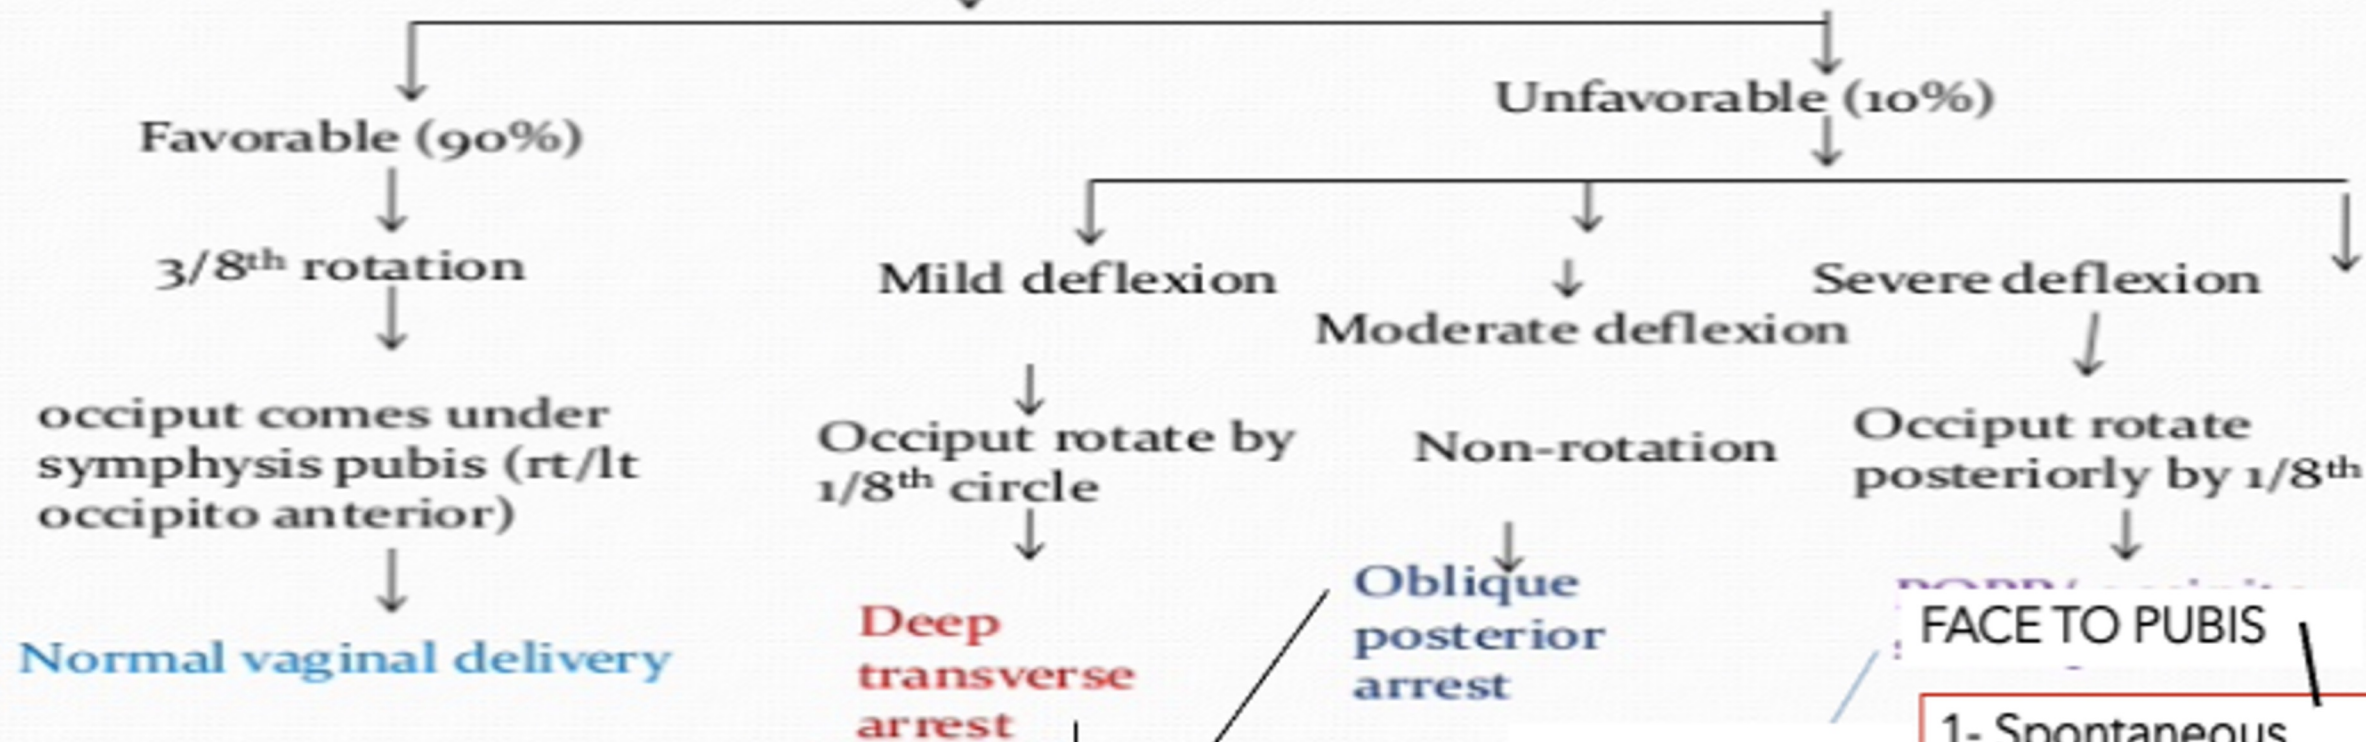 Unfavorable (10%)
Favorable (90%)
3/8th rotation
Mild deflexion
Severe deflexion
Moderate deflexion
occiput comes under
symphysis pubis (rt/lt
occipito anterior)
Occiput rotate by
1/8th circle
Non-rotation
Occiput rotate
posteriorly by 1/8th
Normal vaginal delivery
Deep
transverse
arrest
Oblique
posterior
arrest
FACE TO PUBIS
1- Spontaneous